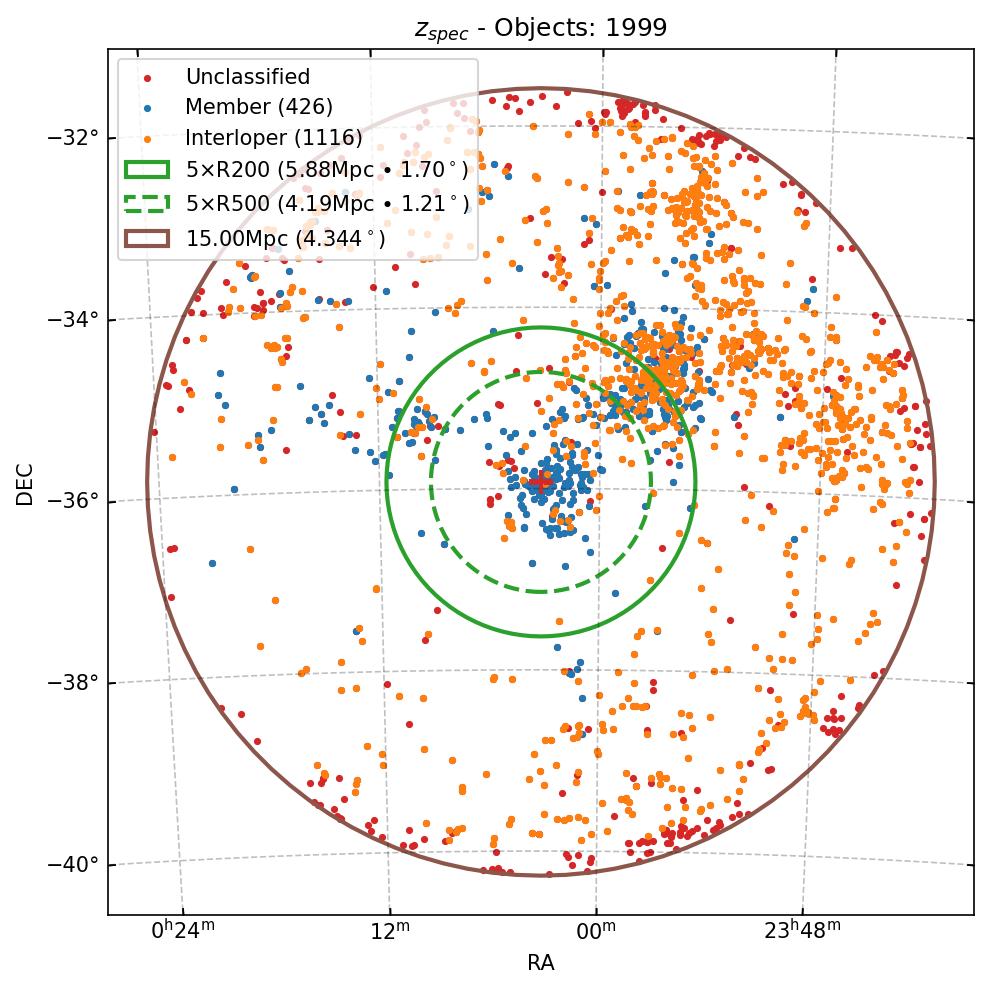 z_spec - Objects: 1999
Unclassified
Member (426)
Interloper (1116)
5×R200 (5.88Mpc • 1.70°)
5×R500 (4.19Mpc • 1.21°)
15.00Mpc (4.344°)
−32°
−34°
−36°
−38°
−40°
DEC
0ʰ24ᵐ
12ᵐ
00ᵐ
23ʰ48ᵐ
RA